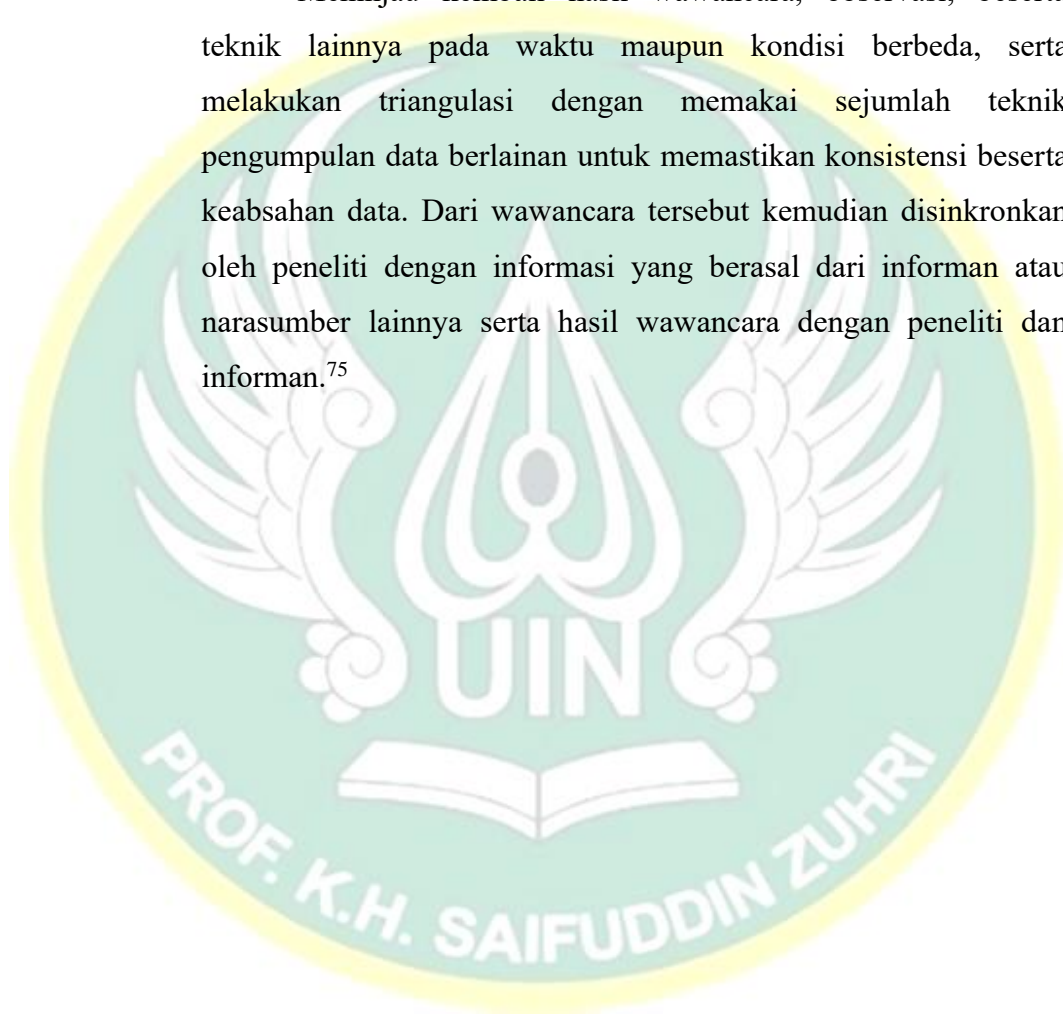 teknik lainnya pada waktu maupun kondisi berbeda, serta
melakukan triangulasi dengan memakai sejumlah teknik
pengumpulan data berlainan untuk memastikan konsistensi beserta
keabsahan data. Dari wawancara tersebut kemudian disinkronkan
oleh peneliti dengan informasi yang berasal dari informan atau
narasumber lainnya serta hasil wawancara dengan peneliti dan
informan.75
UIN
PROF. K.H. SAIFUDDIN ZUHRI